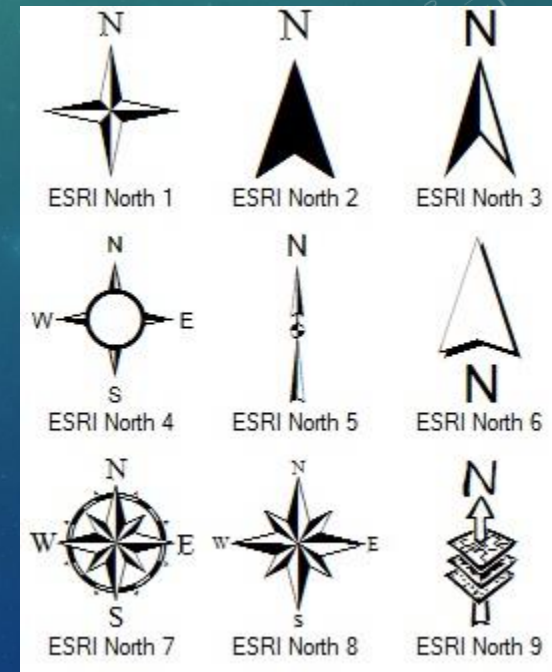 N
N
N
ESRI North 1
ESRI North 2
ESRI North 3
N
W E
S
ESRI North 4
N
ESRI North 5
N
ESRI North 6
N
W E
S
ESRI North 7
N
W E
S
ESRI North 8
N
ESRI North 9